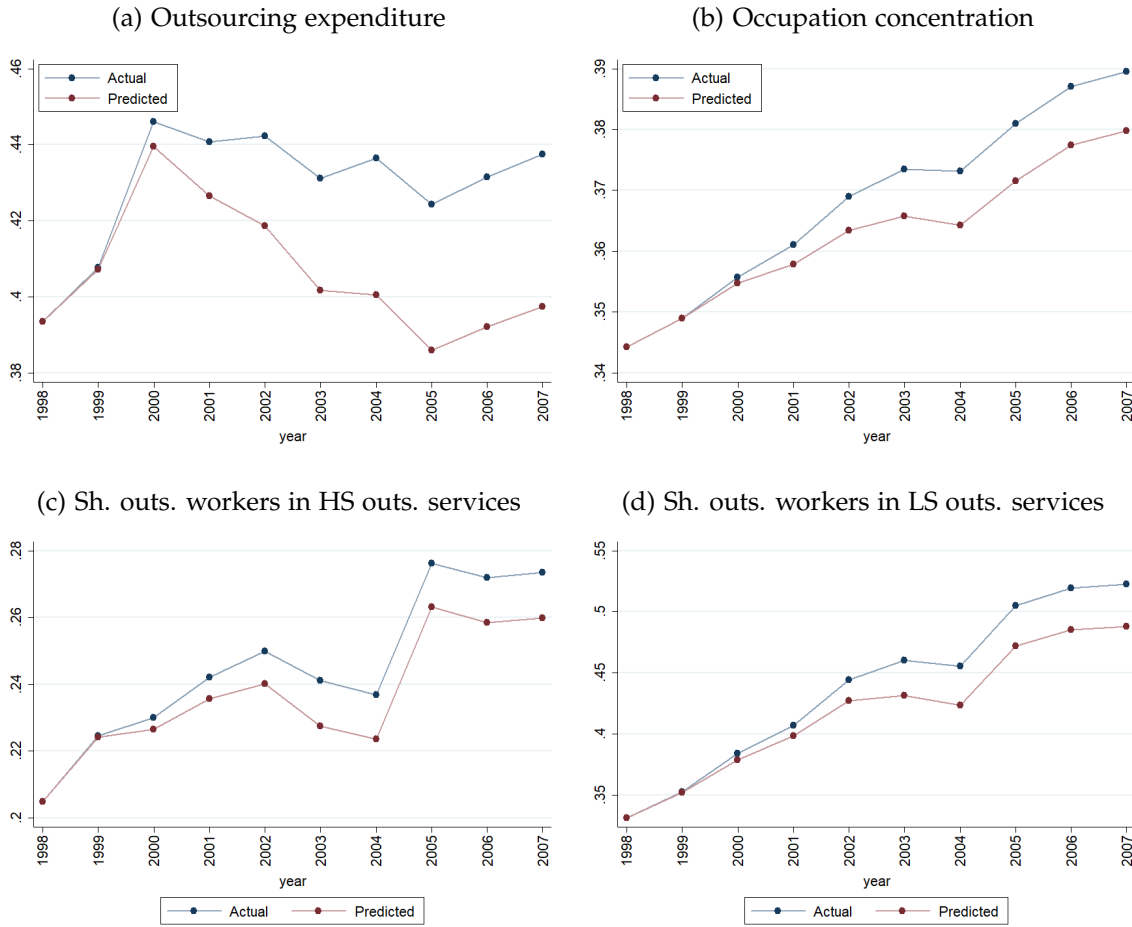 (a) Outsourcing expenditure
Actual
Predicted
.46
.44
.42
.4
.38
1998 1999 2000 2001 2002 2003 2004 2005 2006 2007
year
(b) Occupation concentration
Actual
Predicted
.39
.38
.37
.36
.35
.34
1998 1999 2000 2001 2002 2003 2004 2005 2006 2007
year
(c) Sh. outs. workers in HS outs. services
.28
.26
.24
.22
.2
1998 1999 2000 2001 2002 2003 2004 2005 2006 2007
year
Actual Predicted
(d) Sh. outs. workers in LS outs. services
.55
.5
.45
.4
.35
1998 1999 2000 2001 2002 2003 2004 2005 2006 2007
year
Actual Predicted